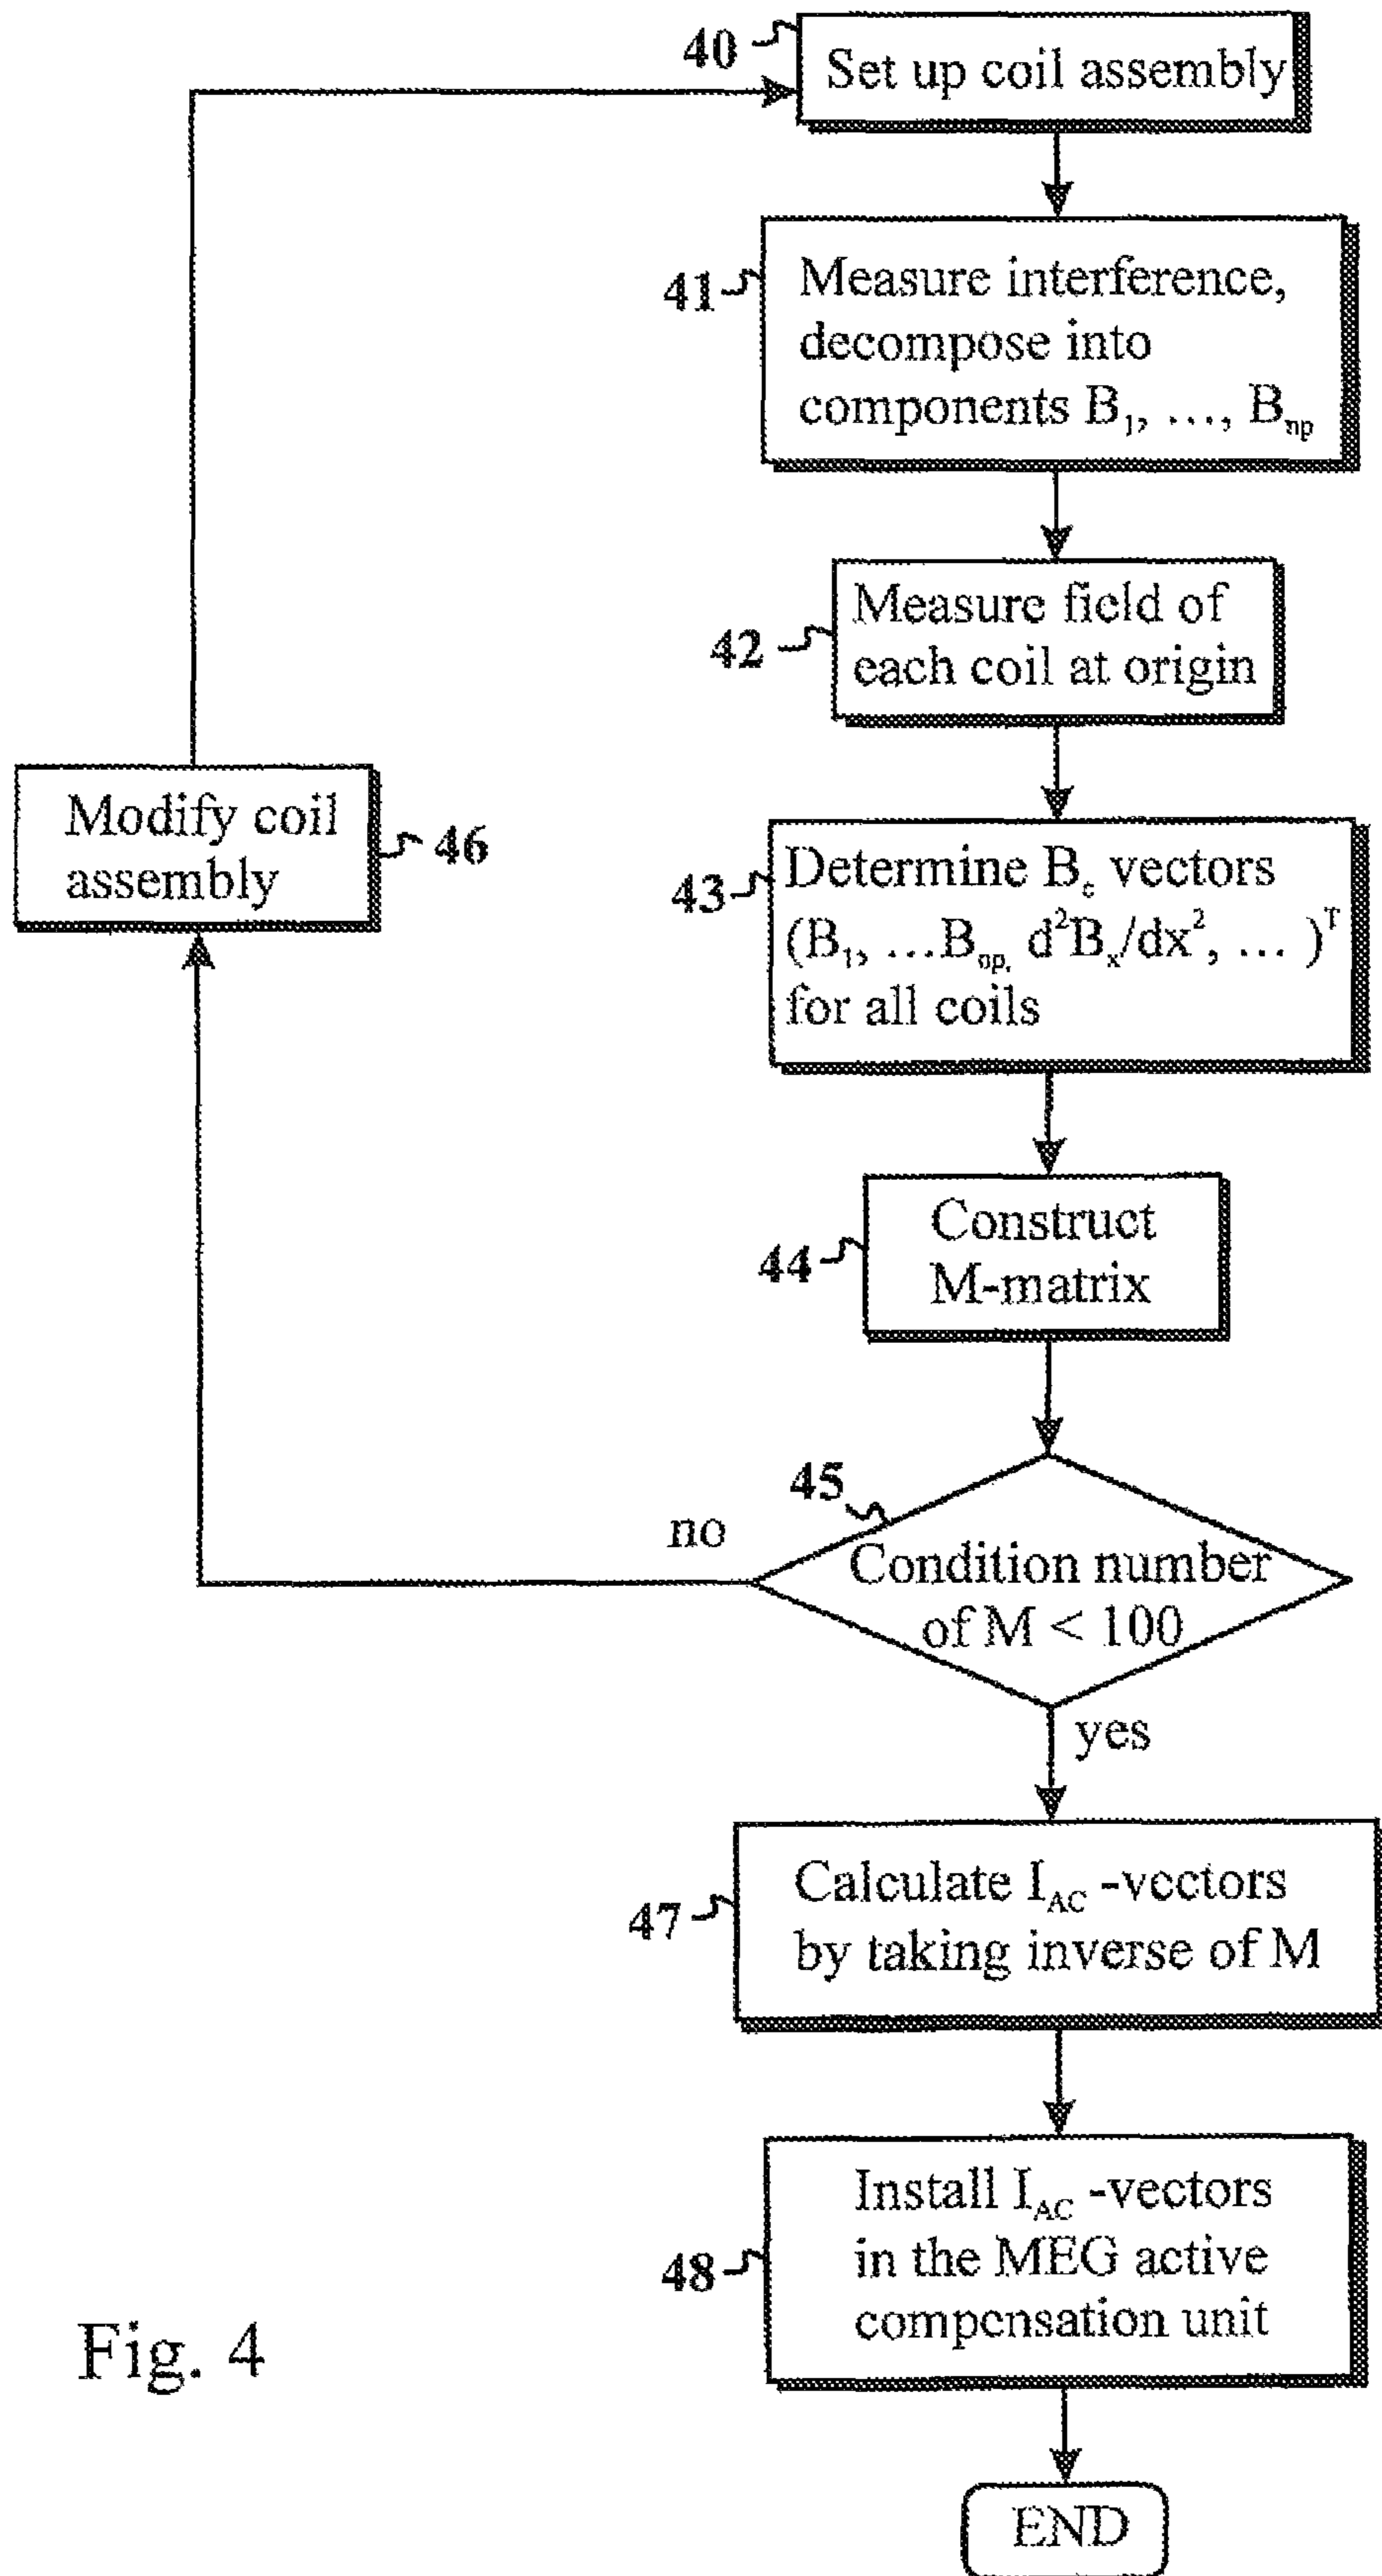 40
Set up coil assembly
41
Measure interference,
decompose into
components B₁, ..., Bₙₚ
42
Measure field of
each coil at origin
Modify coil
assembly
46
43
Determine B꜀ vectors
(B₁, ...Bₙₚ, d²Bₓ/dx², ... )ᵀ
for all coils
44
Construct
M-matrix
45
no
Condition number
of M < 100
yes
47
Calculate I_AC -vectors
by taking inverse of M
48
Install I_AC -vectors
in the MEG active
compensation unit
Fig. 4
END